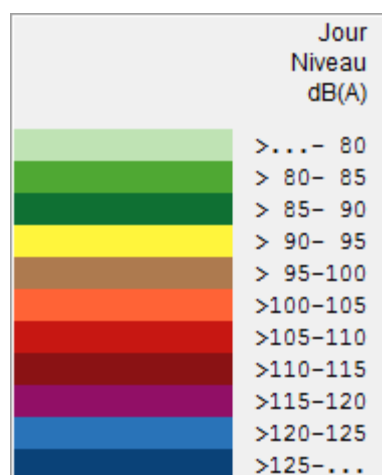 Jour
Niveau
dB(A)
>...- 80
> 80- 85
> 85- 90
> 90- 95
> 95-100
>100-105
>105-110
>110-115
>115-120
>120-125
>125-...